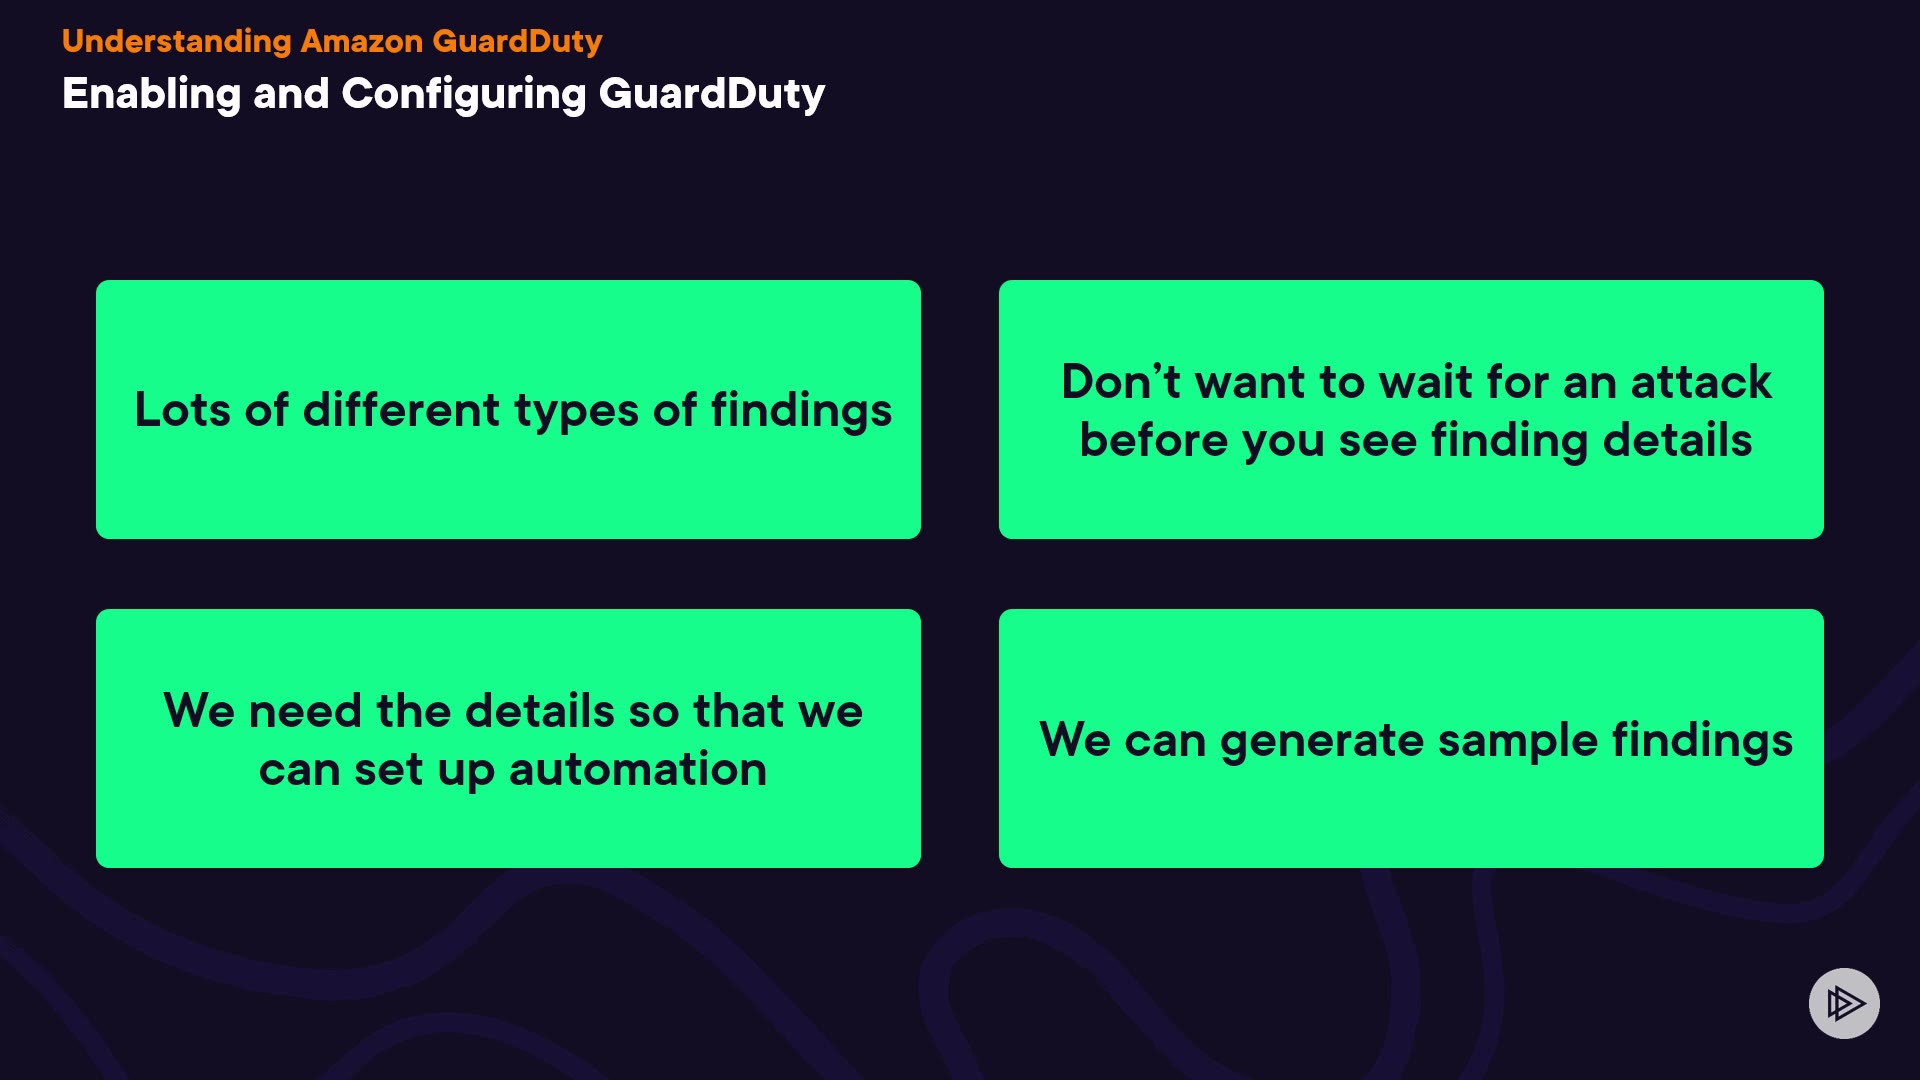 Understanding Amazon GuardDuty
Enabling and Configuring GuardDuty
Lots of different types of findings
Don’t want to wait for an attack
before you see finding details
We need the details so that we
can set up automation
We can generate sample findings